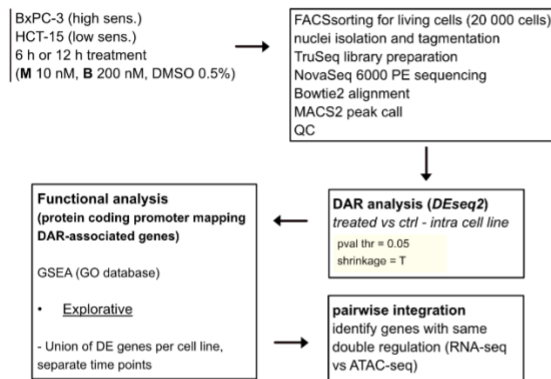 BxPC-3 (high sens.)
HCT-15 (low sens.)
6 h or 12 h treatment
(M 10 nM, B 200 nM, DMSO 0.5%)
FACSsorting for living cells (20 000 cells)
nuclei isolation and tagmentation
TruSeq library preparation
NovaSeq 6000 PE sequencing
Bowtie2 alignment
MACS2 peak call
QC
DAR analysis (DEseq2)
treated vs ctrl - intra cell line
pval thr = 0.05
shrinkage = T
Functional analysis
(protein coding promoter mapping
DAR-associated genes)
GSEA (GO database)
• Explorative
- Union of DE genes per cell line,
separate time points
pairwise integration
identify genes with same
double regulation (RNA-seq
vs ATAC-seq)